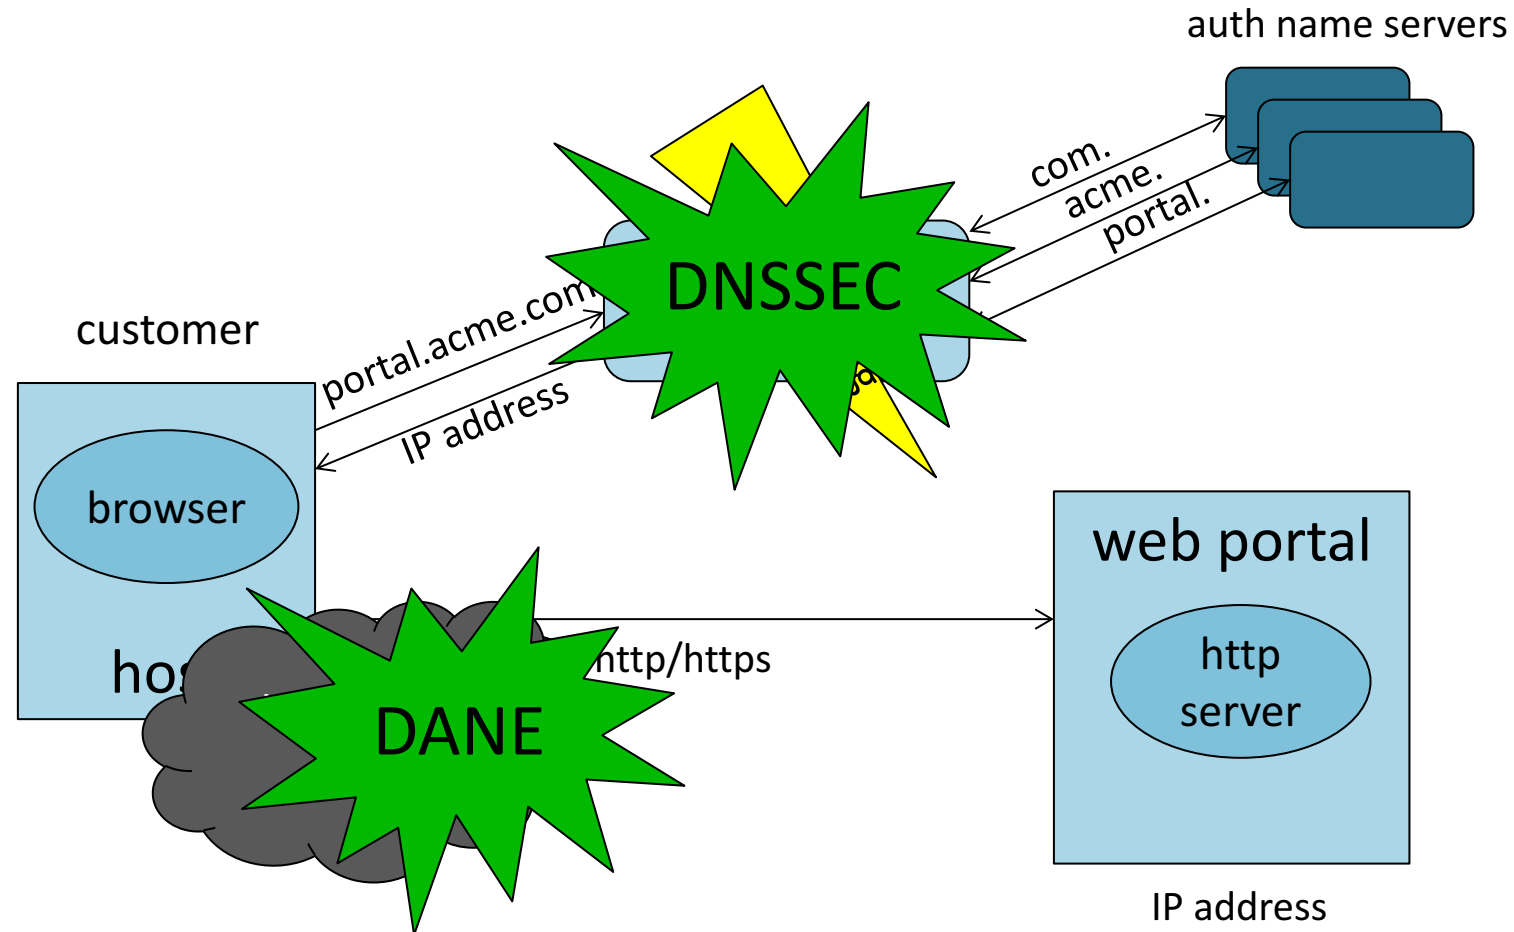 auth name servers
com.
acme.
portal.
DNSSEC
portal.acme.com
IP address
customer
browser
web portal
http/https
http
server
DANE
IP address